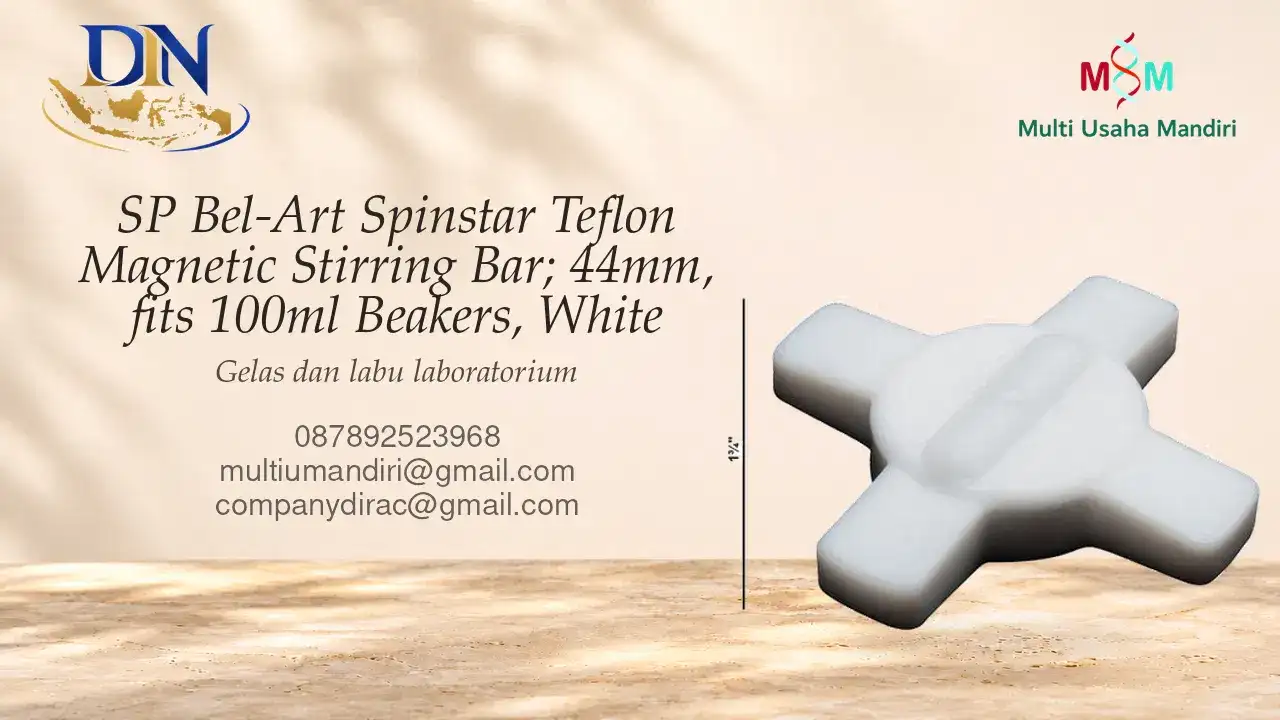 DN
MSM
Multi Usaha Mandiri
SP Bel-Art Spinstar Teflon
Magnetic Stirring Bar; 44mm,
fits 100ml Beakers, White
Gelas dan labu laboratorium
087892523968
multiumandiri@gmail.com
companydirac@gmail.com
1¾"